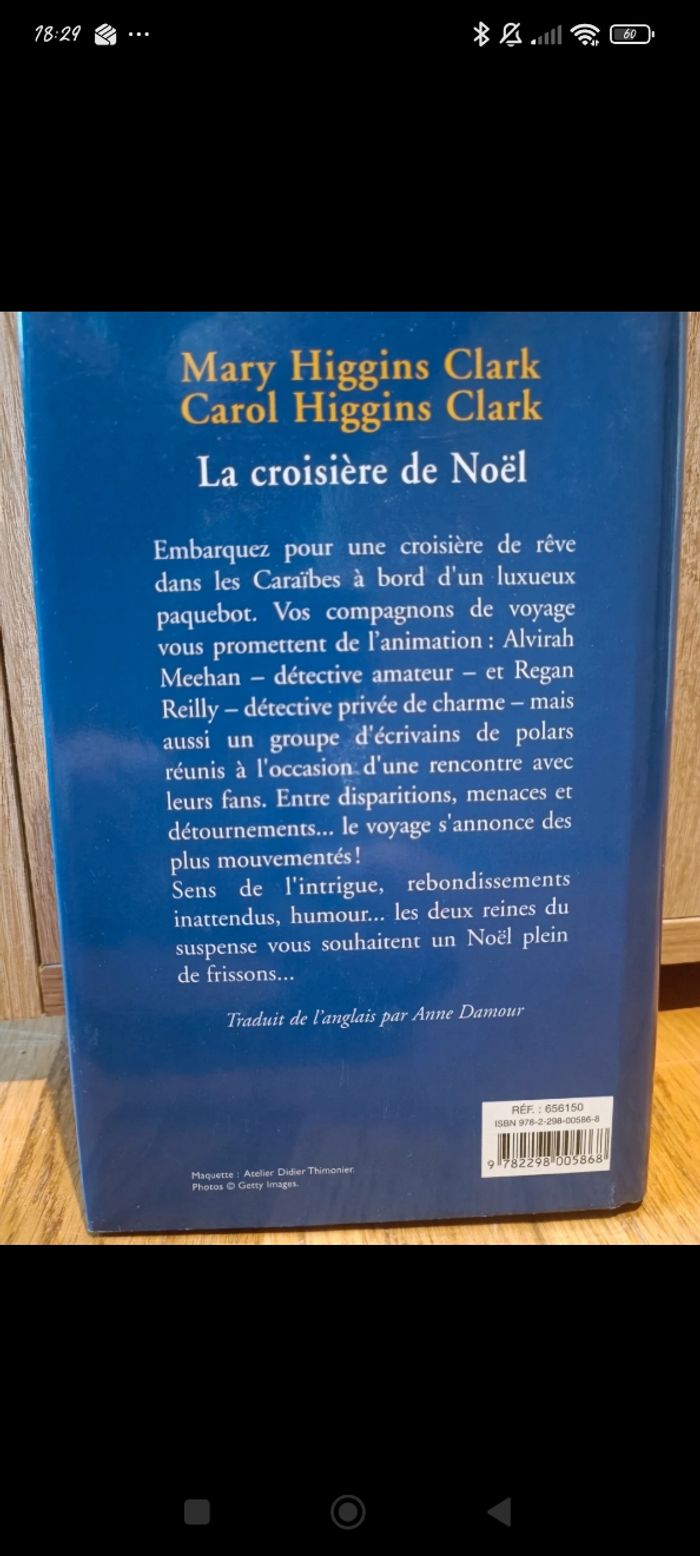 18:29
60
Mary Higgins Clark
Carol Higgins Clark
La croisière de Noël
Embarquez pour une croisière de rêve
dans les Caraïbes à bord d'un luxueux
paquebot. Vos compagnons de voyage
vous promettent de l'animation : Alvirah
Meehan – détective amateur – et Regan
Reilly – détective privée de charme – mais
aussi un groupe d'écrivains de polars
réunis à l'occasion d'une rencontre avec
leurs fans. Entre disparitions, menaces et
détournements... le voyage s'annonce des
plus mouvementés !
Sens de l'intrigue, rebondissements
inattendus, humour... les deux reines du
suspense vous souhaitent un Noël plein
de frissons...
Traduit de l'anglais par Anne Damour
RÉF. : 656150
ISBN 978-2-298-00586-8
9 782298 005868
Maquette : Atelier Didier Thimonier.
Photos © Getty Images.